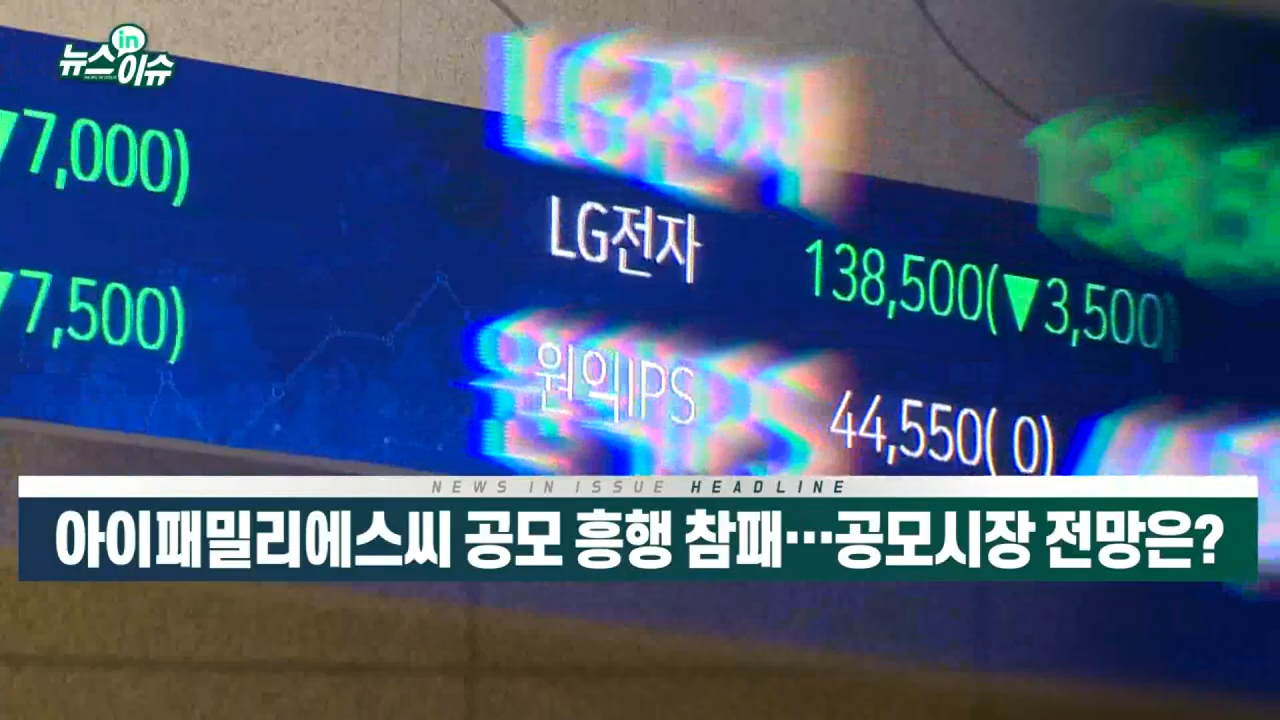 뉴스in이슈
▼7,000)
LG전자 138,500(▼3,500)
▼7,500)
원익IPS 44,550( 0)
NEWS IN ISSUE HEADLINE
아이패밀리에스씨 공모 흥행 참패…공모시장 전망은?